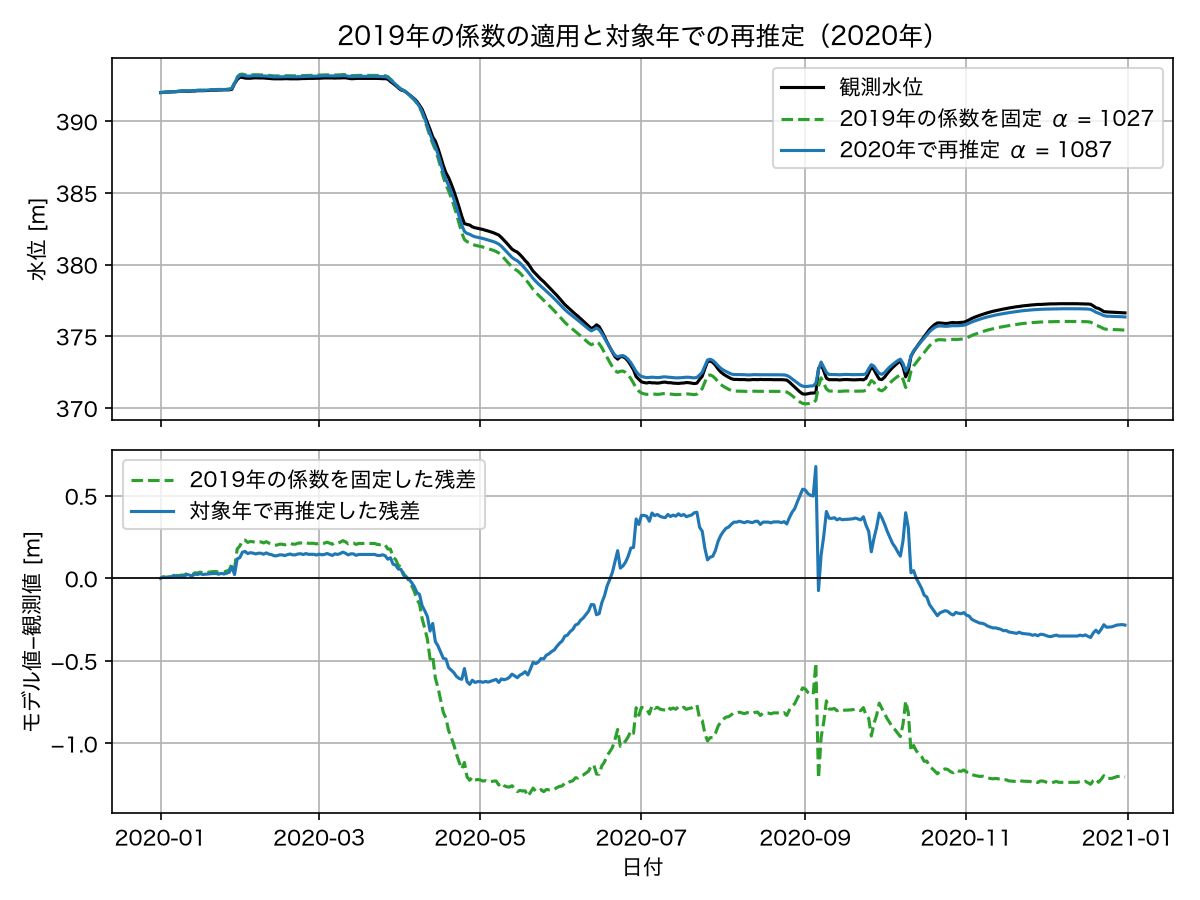 2019年の係数の適用と対象年での再推定（2020年）
水位 [m]
390
385
380
375
370
観測水位
2019年の係数を固定 α = 1027
2020年で再推定 α = 1087
モデル値−観測値 [m]
0.5
0.0
−0.5
−1.0
2019年の係数を固定した残差
対象年で再推定した残差
2020-01
2020-03
2020-05
2020-07
2020-09
2020-11
2021-01
日付